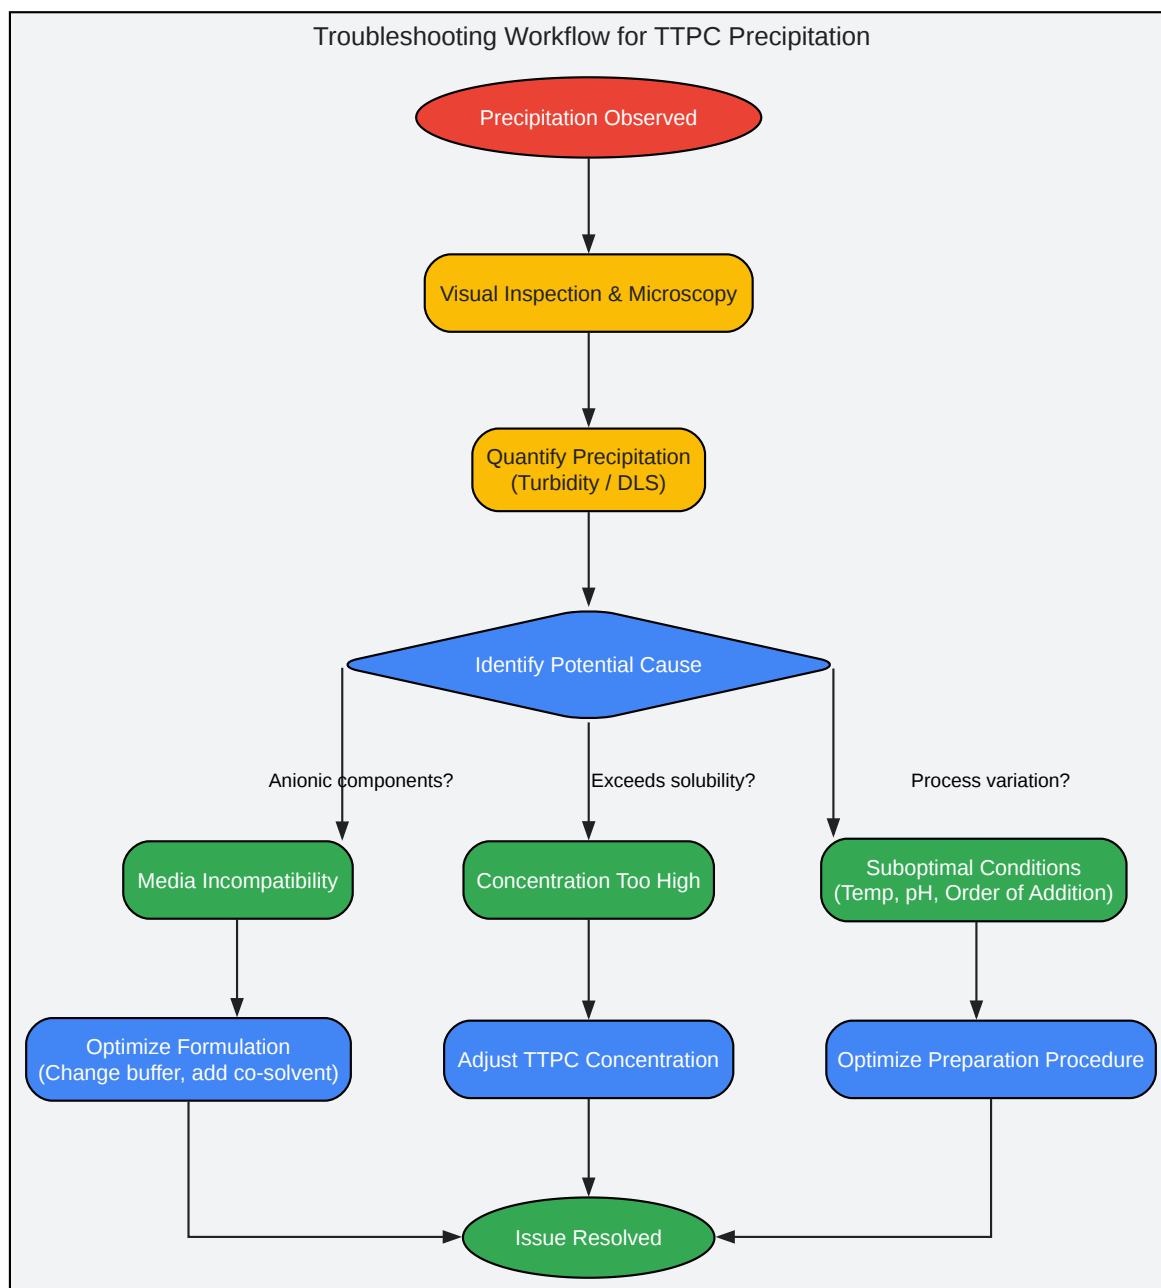 Troubleshooting Workflow for TTPC Precipitation
Precipitation Observed
Visual Inspection & Microscopy
Quantify Precipitation
(Turbidity / DLS)
Identify Potential Cause
Anionic components?
Exceeds solubility?
Process variation?
Media Incompatibility
Concentration Too High
Suboptimal Conditions
(Temp, pH, Order of Addition)
Optimize Formulation
(Change buffer, add co-solvent)
Adjust TTPC Concentration
Optimize Preparation Procedure
Issue Resolved